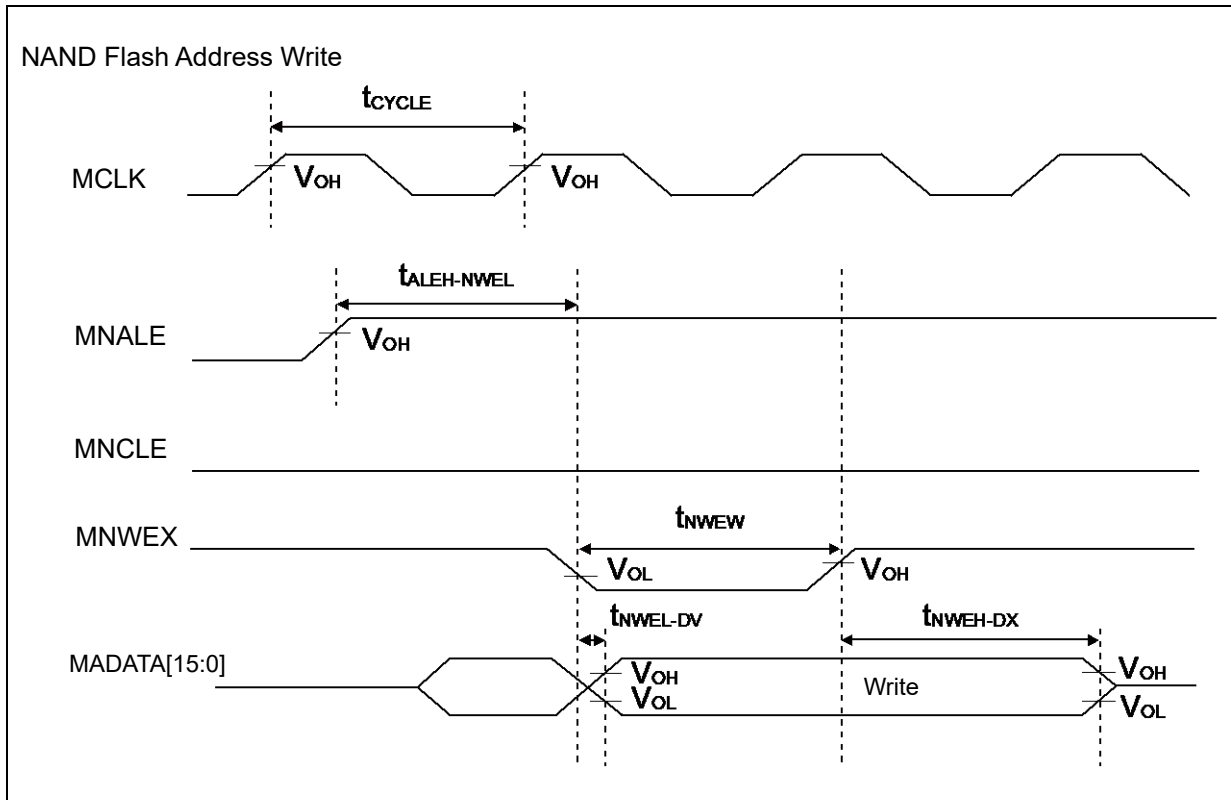 NAND Flash Address Write
tCYCLE
MCLK
VOH
VOH
tALEH-NWEL
MNALE
VOH
MNCLE
tNWEW
MNWEX
VOL
VOH
tNWEL-DV
tNWEH-DX
MADATA[15:0]
VOH
Write
VOH
VOL
VOL